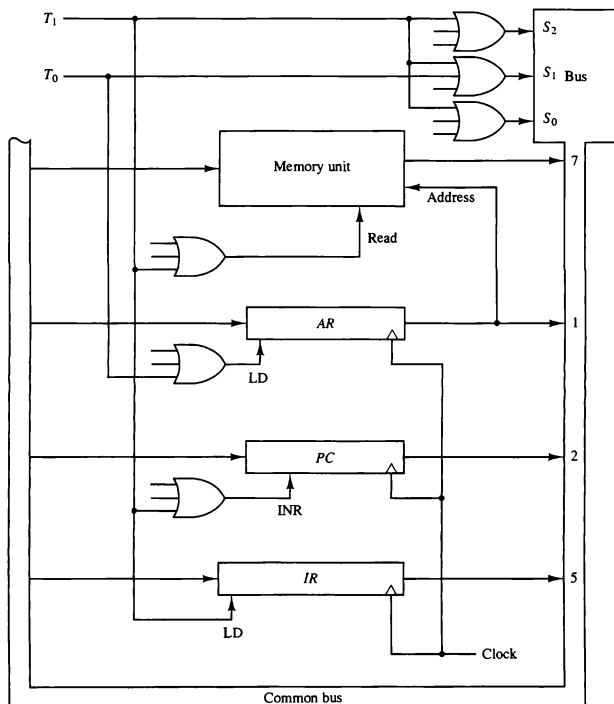 T₁
S₂
T₀
S₁
Bus
S₀
Memory unit
7
Address
Read
AR
1
LD
PC
2
INR
IR
5
LD
Clock
Common bus